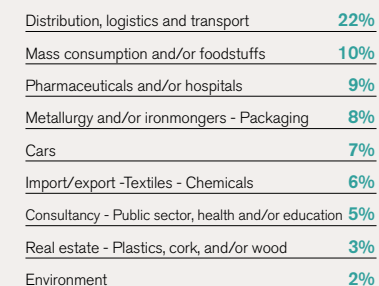 Distribution, logistics and transport 22%
Mass consumption and/or foodstuffs 10%
Pharmaceuticals and/or hospitals 9%
Metallurgy and/or ironmongers - Packaging 8%
Cars 7%
Import/export -Textiles - Chemicals 6%
Consultancy - Public sector, health and/or education 5%
Real estate - Plastics, cork, and/or wood 3%
Environment 2%